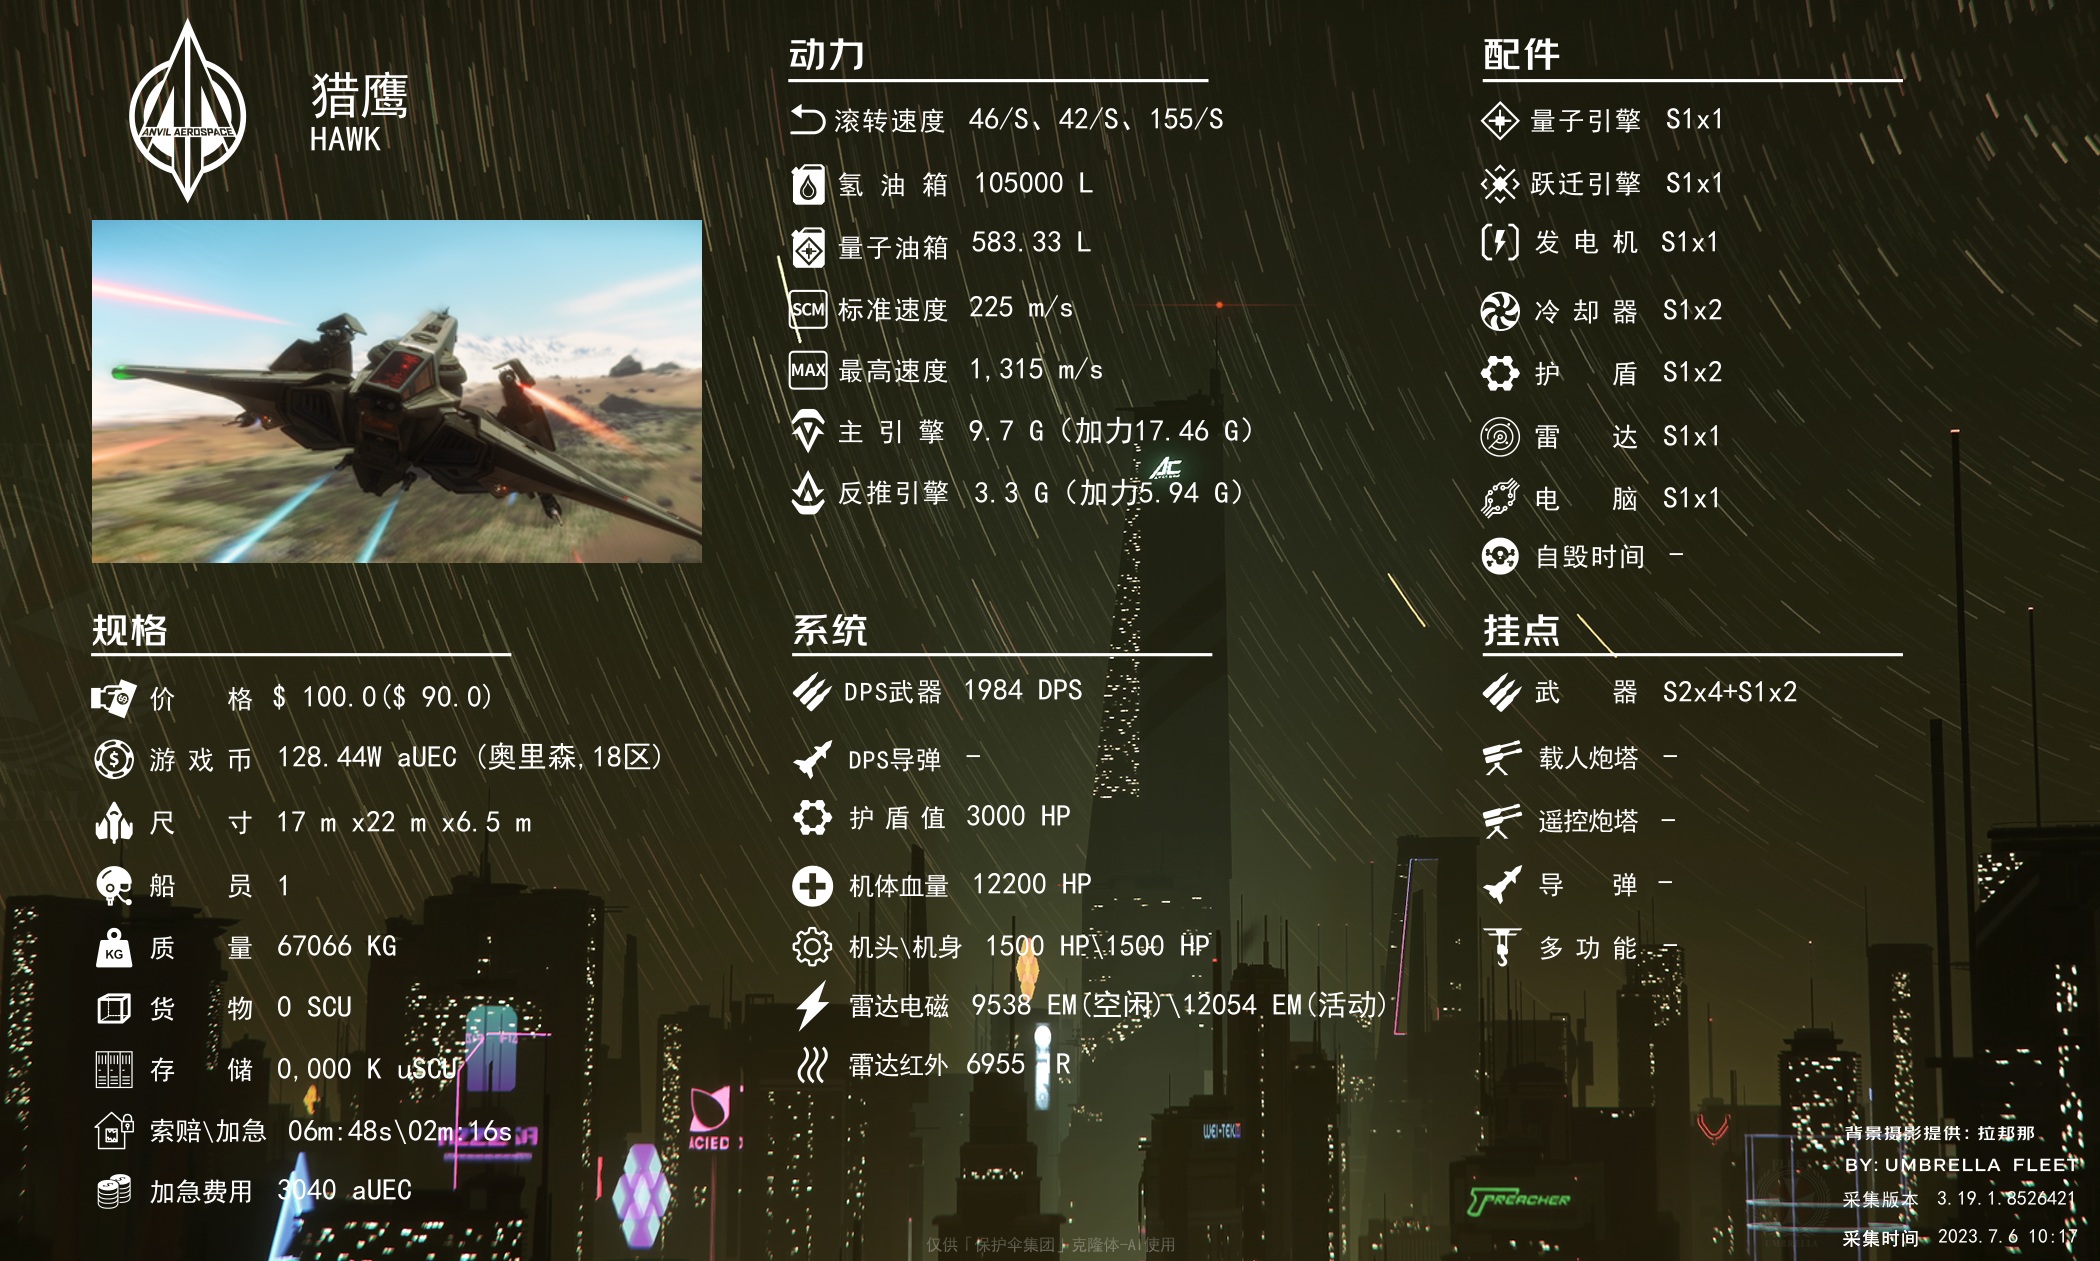 ANVIL AEROSPACE
猎鹰
HAWK
动力
滚转速度 46/S、42/S、155/S
氢油箱 105000 L
量子油箱 583.33 L
SCM 标准速度 225 m/s
MAX 最高速度 1,315 m/s
主引擎 9.7 G（加力17.46 G）
反推引擎 3.3 G（加力5.94 G）
配件
量子引擎 S1x1
跃迁引擎 S1x1
发电机 S1x1
冷却器 S1x2
护盾 S1x2
雷达 S1x1
电脑 S1x1
自毁时间 —
规格
价格 $ 100.0($ 90.0)
游戏币 128.44W aUEC (奥里森,18区)
尺寸 17 m x22 m x6.5 m
船员 1
KG 质量 67066 KG
货物 0 SCU
存储 0,000 K uSCU
索赔\加急 06m:48s\02m:16s
加急费用 3040 aUEC
系统
DPS武器 1984 DPS
DPS导弹 —
护盾值 3000 HP
机体血量 12200 HP
机头\机身 1500 HP\1500 HP
雷达电磁 9538 EM(空闲)\12054 EM(活动)
雷达红外 6955 IR
挂点
武器 S2x4+S1x2
载人炮塔 —
遥控炮塔 —
导弹 —
多功能 —
AC
ACIED
WEI-TEK
PREACHER
背景摄影提供：拉邦那
BY: UMBRELLA FLEET
采集版本 3.19.1.8526421
采集时间 2023.7.6 10:17
仅供「保护伞集团」克隆体-AI使用